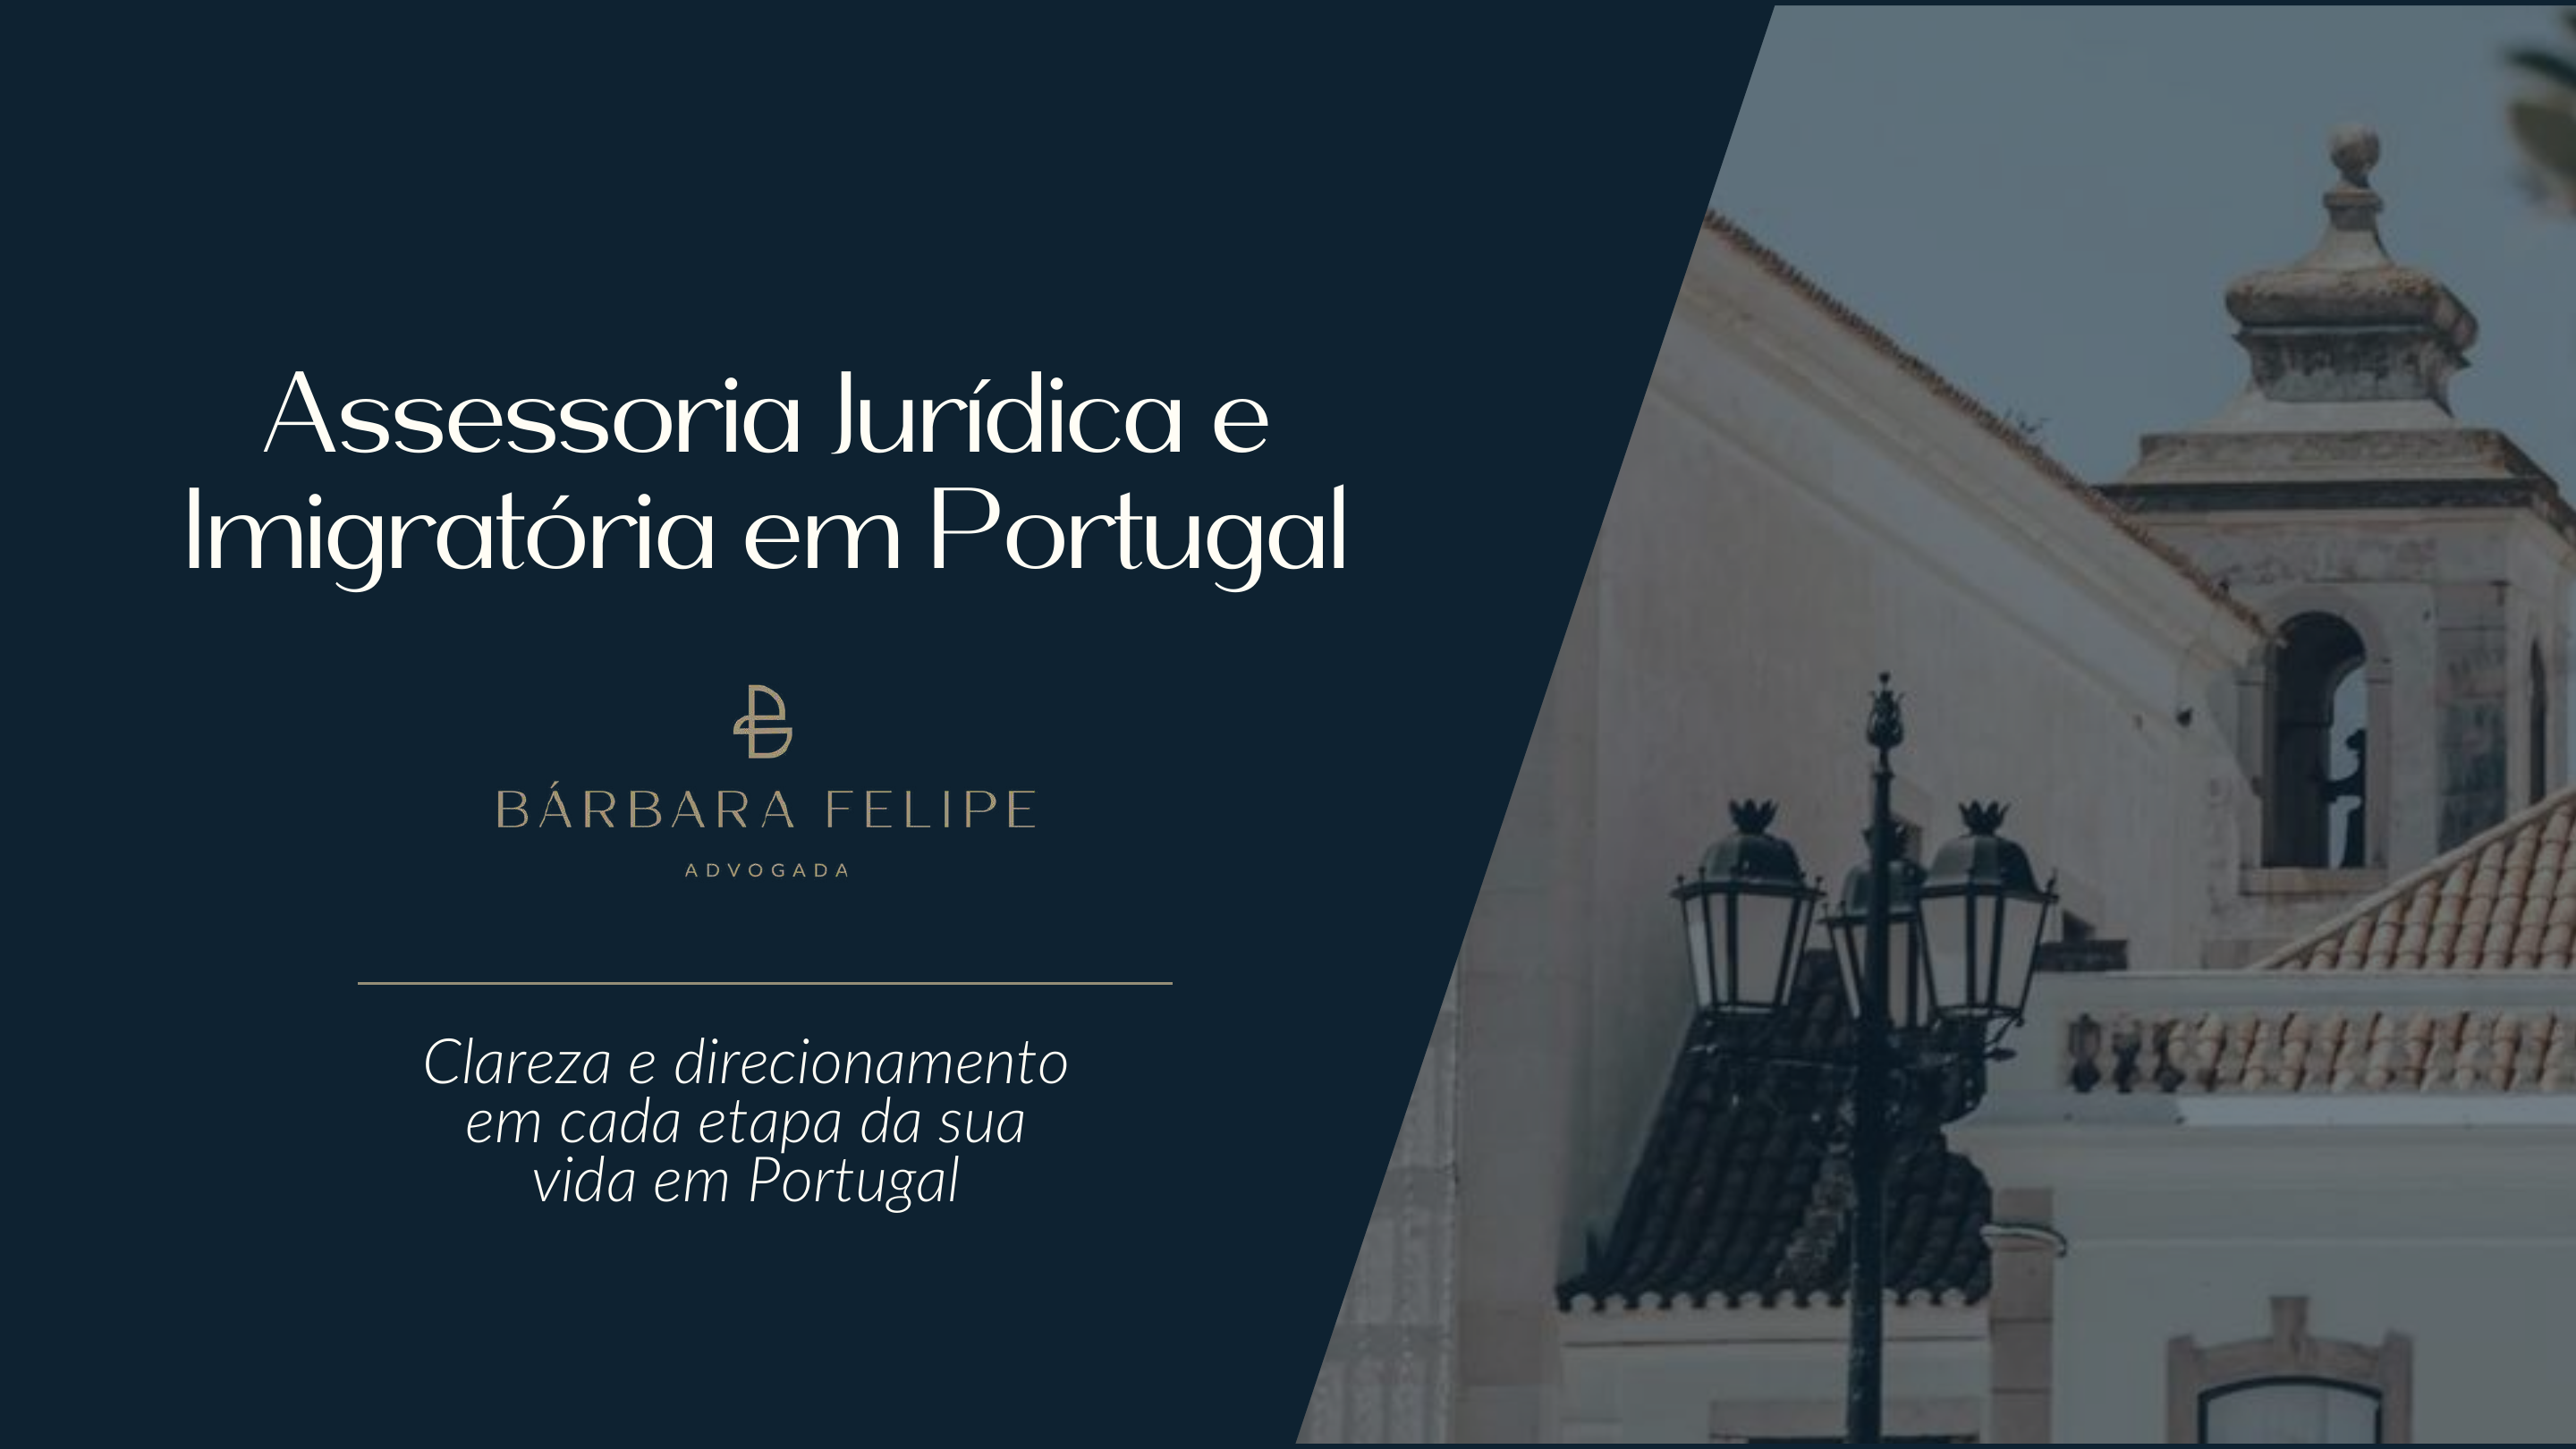 Assessoria Jurídica e
Imigratória em Portugal
BÁRBARA FELIPE
ADVOGADA
Clareza e direcionamento
em cada etapa da sua
vida em Portugal